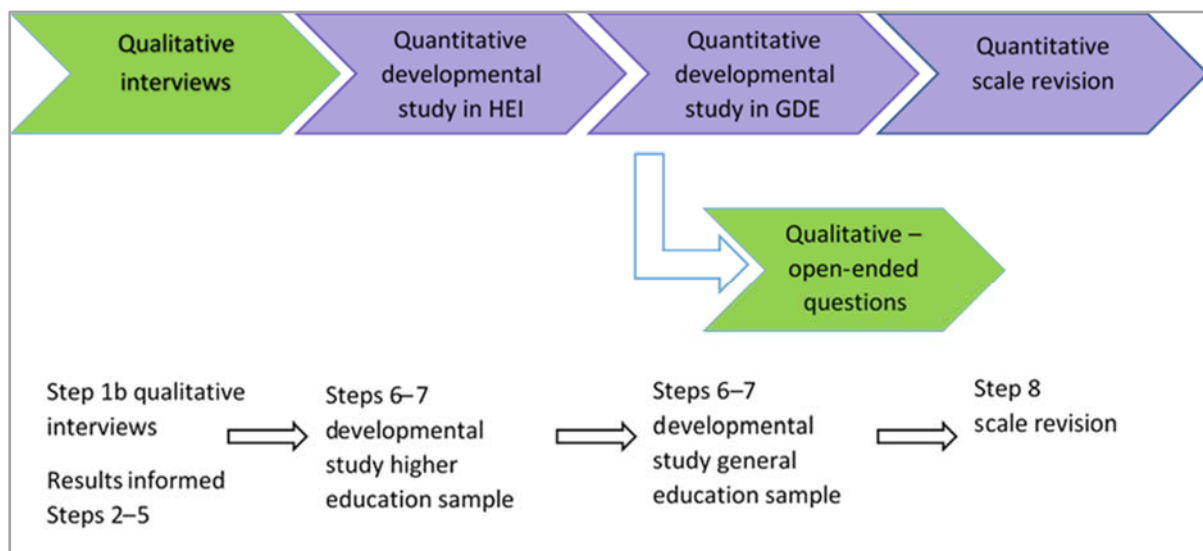 Qualitative
interviews
Quantitative
developmental
study in HEI
Quantitative
developmental
study in GDE
Quantitative
scale revision
Qualitative –
open-ended
questions
Step 1b qualitative
interviews
Results informed
Steps 2–5
Steps 6–7
developmental
study higher
education sample
Steps 6–7
developmental
study general
education sample
Step 8
scale revision